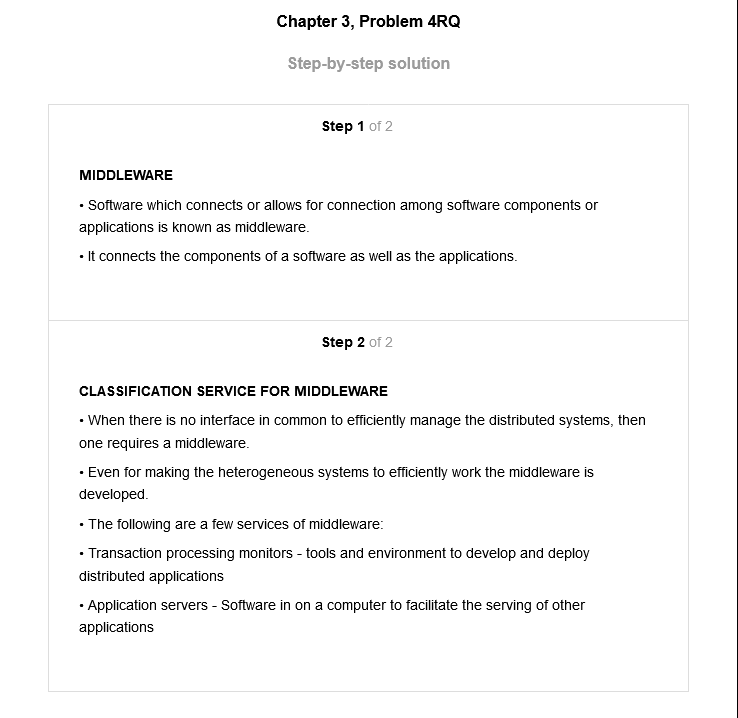 Chapter 3, Problem 4RQ
Step-by-step solution
Step 1 of 2
MIDDLEWARE
• Software which connects or allows for connection among software components or
applications is known as middleware.
• It connects the components of a software as well as the applications.
Step 2 of 2
CLASSIFICATION SERVICE FOR MIDDLEWARE
• When there is no interface in common to efficiently manage the distributed systems, then
one requires a middleware.
• Even for making the heterogeneous systems to efficiently work the middleware is
developed.
• The following are a few services of middleware:
• Transaction processing monitors - tools and environment to develop and deploy
distributed applications
• Application servers - Software in on a computer to facilitate the serving of other
applications